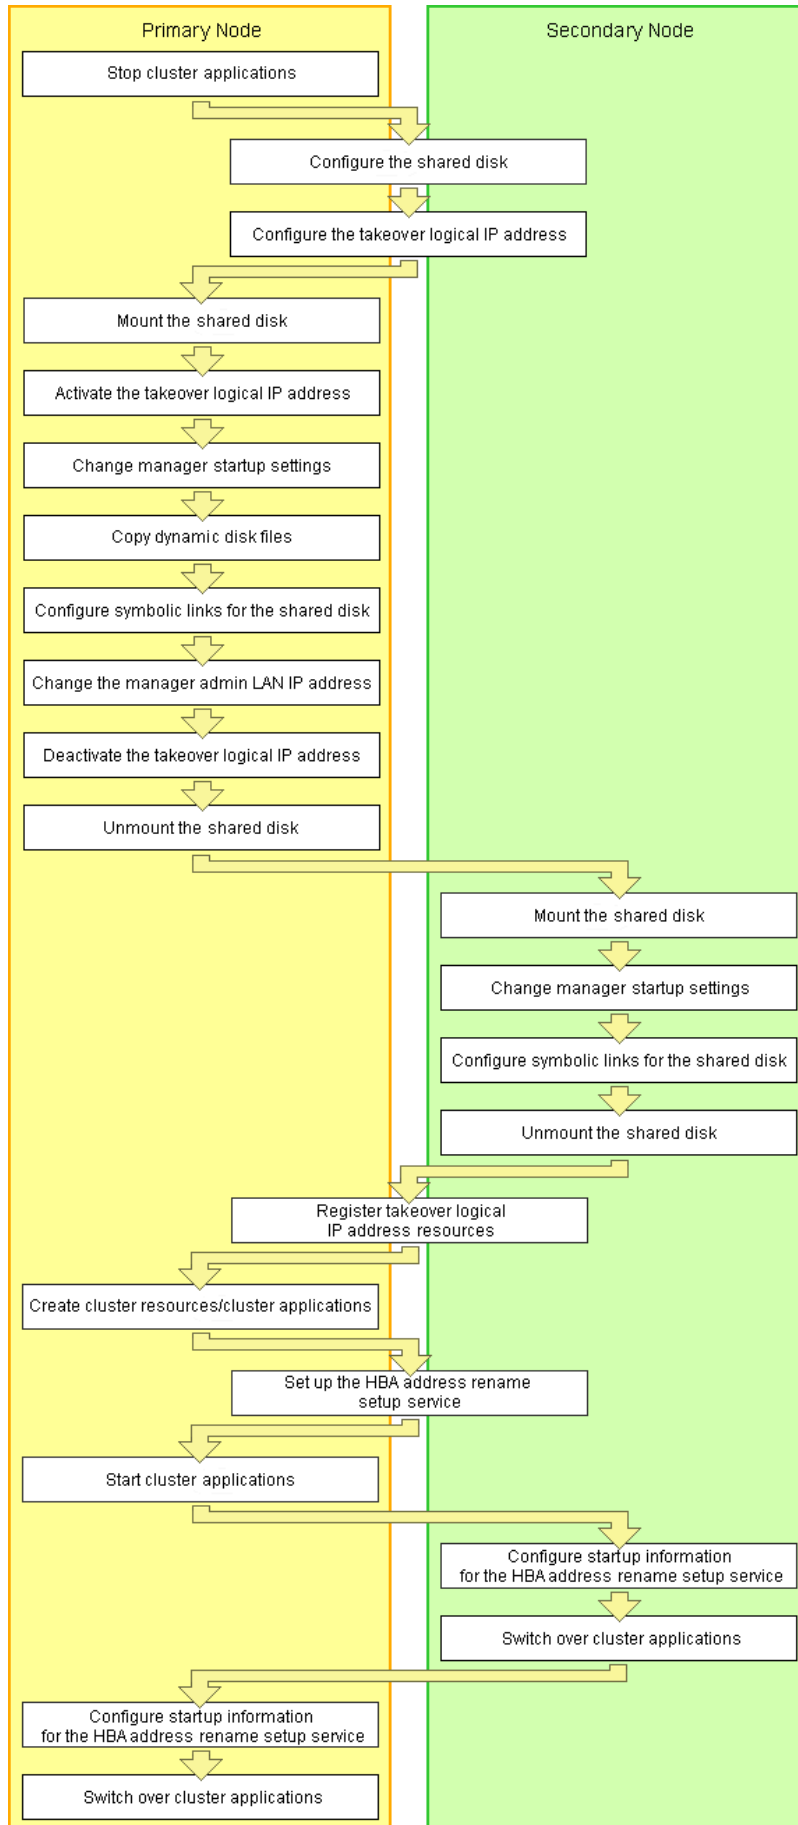 Primary Node
Secondary Node
Stop cluster applications
Configure the shared disk
Configure the takeover logical IP address
Mount the shared disk
Activate the takeover logical IP address
Change manager startup settings
Copy dynamic disk files
Configure symbolic links for the shared disk
Change the manager admin LAN IP address
Deactivate the takeover logical IP address
Unmount the shared disk
Mount the shared disk
Change manager startup settings
Configure symbolic links for the shared disk
Unmount the shared disk
Register takeover logical
IP address resources
Create cluster resources/cluster applications
Set up the HBA address rename
setup service
Start cluster applications
Configure startup information
for the HBA address rename setup service
Switch over cluster applications
Configure startup information
for the HBA address rename setup service
Switch over cluster applications